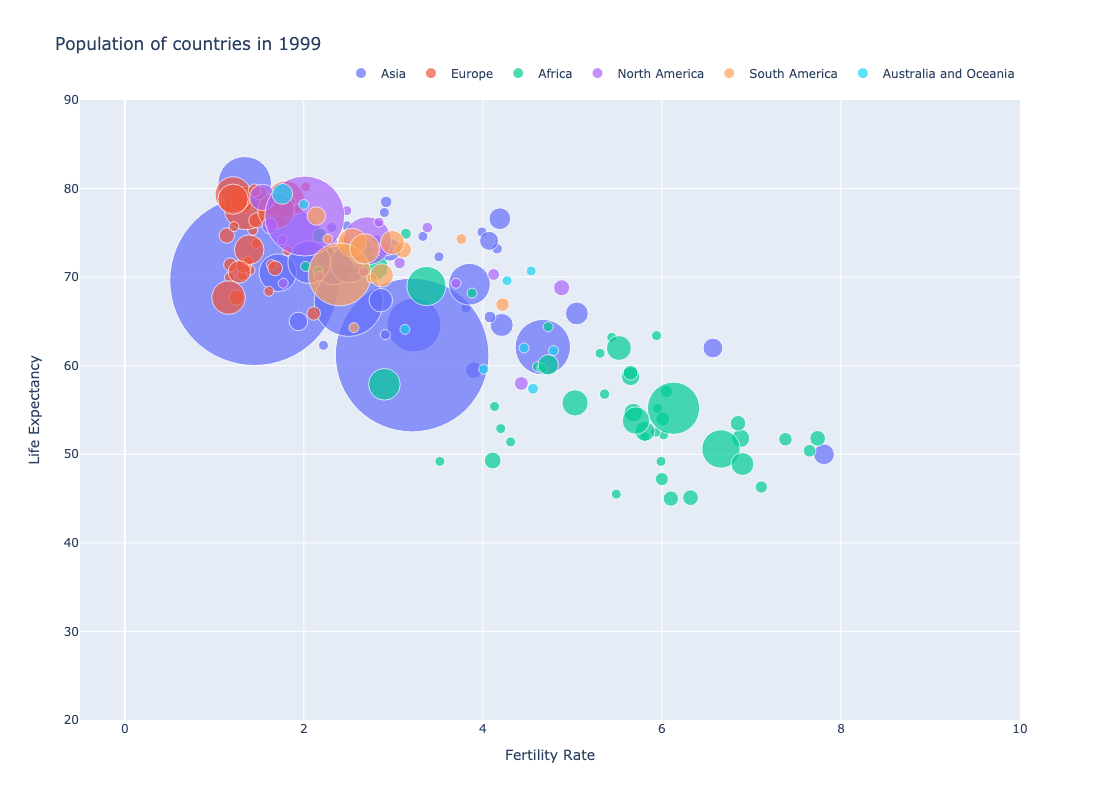 Population of countries in 1999
Asia Europe Africa North America South America Australia and Oceania
90
80
70
60
50
40
30
20
Life Expectancy
0 2 4 6 8 10
Fertility Rate